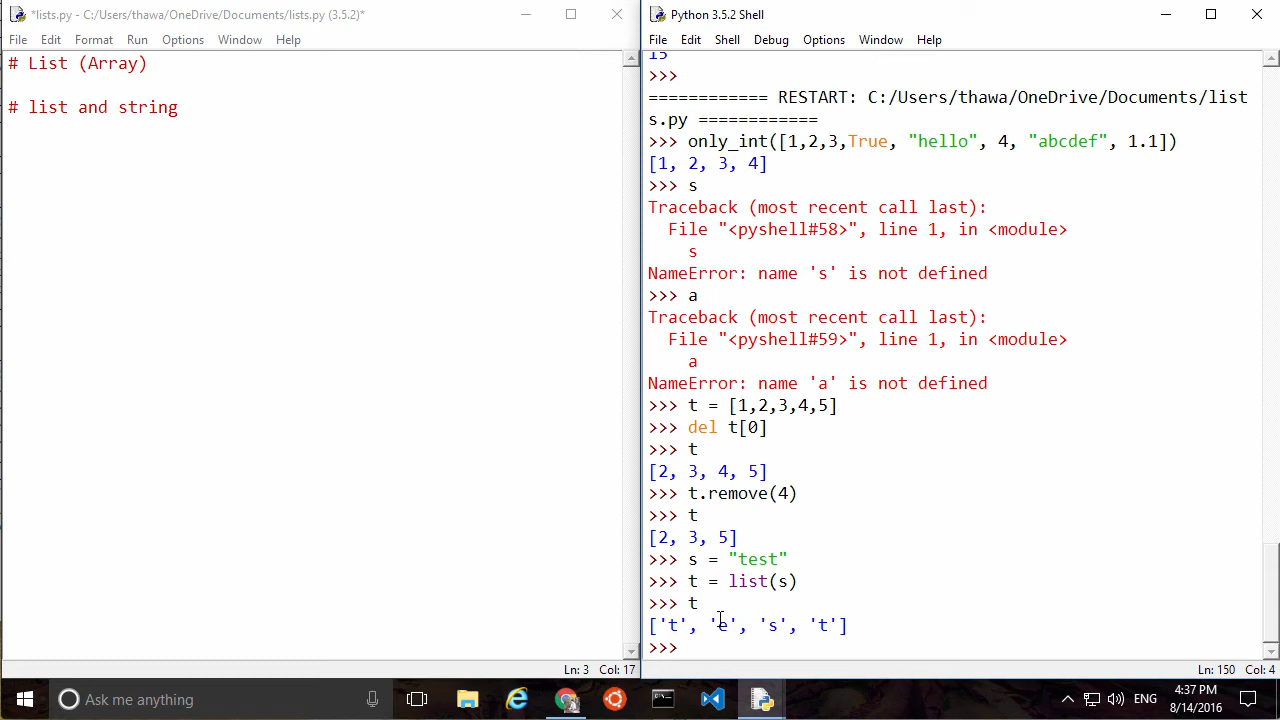 *lists.py - C:/Users/thawa/OneDrive/Documents/lists.py (3.5.2)*
File Edit Format Run Options Window Help
# List (Array)
# list and string
Ln: 3 Col: 17
Python 3.5.2 Shell
File Edit Shell Debug Options Window Help
15
>>>
============ RESTART: C:/Users/thawa/OneDrive/Documents/list
s.py ============
>>> only_int([1,2,3,True, "hello", 4, "abcdef", 1.1])
[1, 2, 3, 4]
>>> s
Traceback (most recent call last):
  File "<pyshell#58>", line 1, in <module>
    s
NameError: name 's' is not defined
>>> a
Traceback (most recent call last):
  File "<pyshell#59>", line 1, in <module>
    a
NameError: name 'a' is not defined
>>> t = [1,2,3,4,5]
>>> del t[0]
>>> t
[2, 3, 4, 5]
>>> t.remove(4)
>>> t
[2, 3, 5]
>>> s = "test"
>>> t = list(s)
>>> t
['t', 'e', 's', 't']
>>>
Ln: 150 Col: 4
Ask me anything
ENG
4:37 PM
8/14/2016